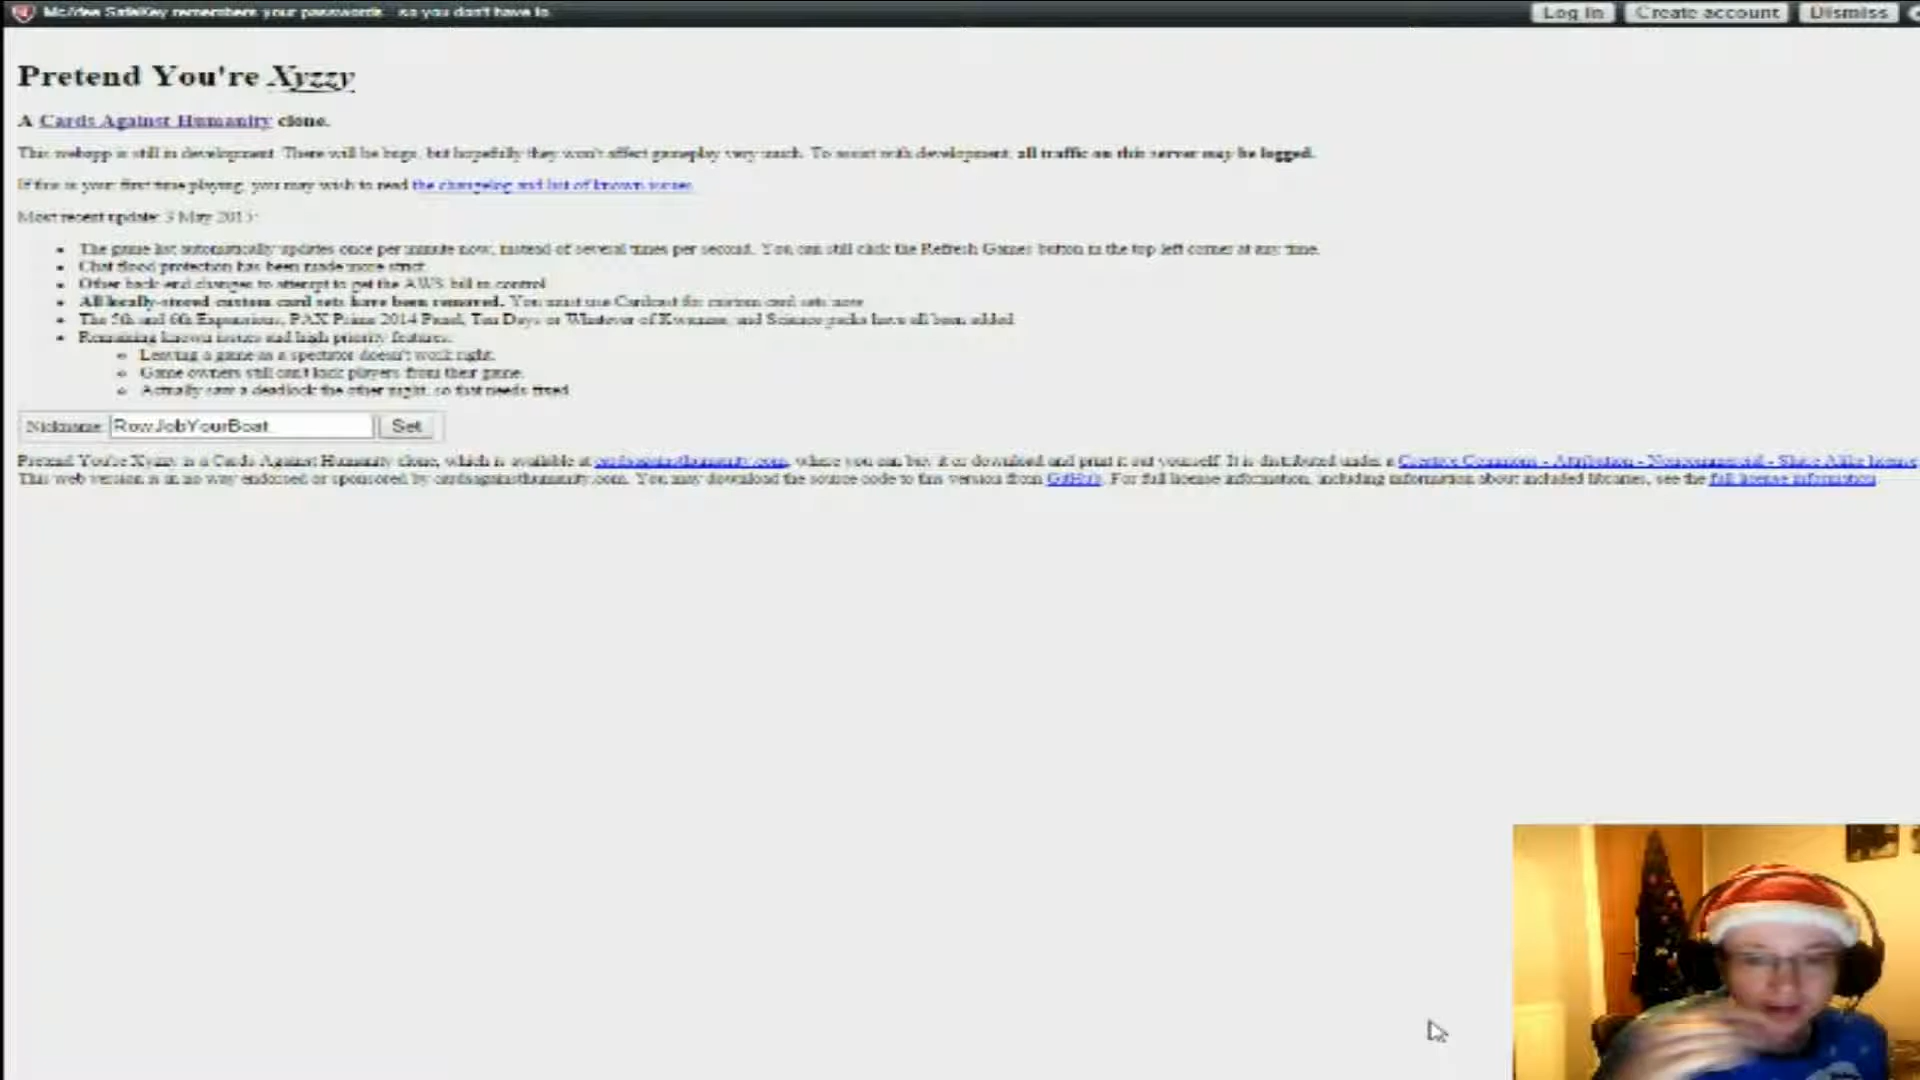 McAfee SafeKey remembers your passwords so you don't have to.
Log In Create account Dismiss
Pretend You're Xyzzy
A Cards Against Humanity clone.
This webapp is still in development. There will be bugs, but hopefully they won't affect gameplay very much. To assist with development, all traffic on this server may be logged.
If this is your first time playing, you may wish to read the changelog and list of known issues.
Most recent update: 3 May 2015:
The game list automatically updates once per minute now, instead of several times per second. You can still click the Refresh Games button in the top left corner at any time.
Chat flood protection has been made more strict.
Other back-end changes to attempt to get the AWS bill in control.
All locally-stored custom card sets have been removed. You must use Cardcast for custom card sets now.
The 5th and 6th Expansions, PAX Prime 2014 Panel, Ten Days or Whatever of Kwanzaa, and Science packs have all been added.
Remaining known issues and high priority features:
Leaving a game as a spectator doesn't work right.
Game owners still can't kick players from their game.
Actually saw a deadlock the other night, so that needs fixed.
Nickname: RowJobYourBoat Set
Pretend You're Xyzzy is a Cards Against Humanity clone, which is available at cardsagainsthumanity.com, where you can buy it or download and print it out yourself. It is distributed under a Creative Commons - Attribution - Noncommercial - Share Alike license
This web version is in no way endorsed or sponsored by cardsagainsthumanity.com. You may download the source code to this version from GitHub. For full license information, including information about included libraries, see the full license information